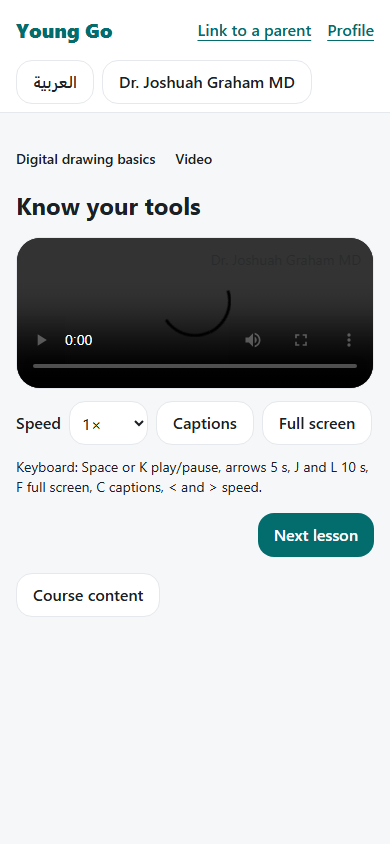 Young Go
Link to a parent
Profile
العربية
Dr. Joshuah Graham MD
Digital drawing basics
Video
Know your tools
Dr. Joshuah Graham MD
0:00
Speed
1×
Captions
Full screen
Keyboard: Space or K play/pause, arrows 5 s, J and L 10 s,
F full screen, C captions, < and > speed.
Next lesson
Course content